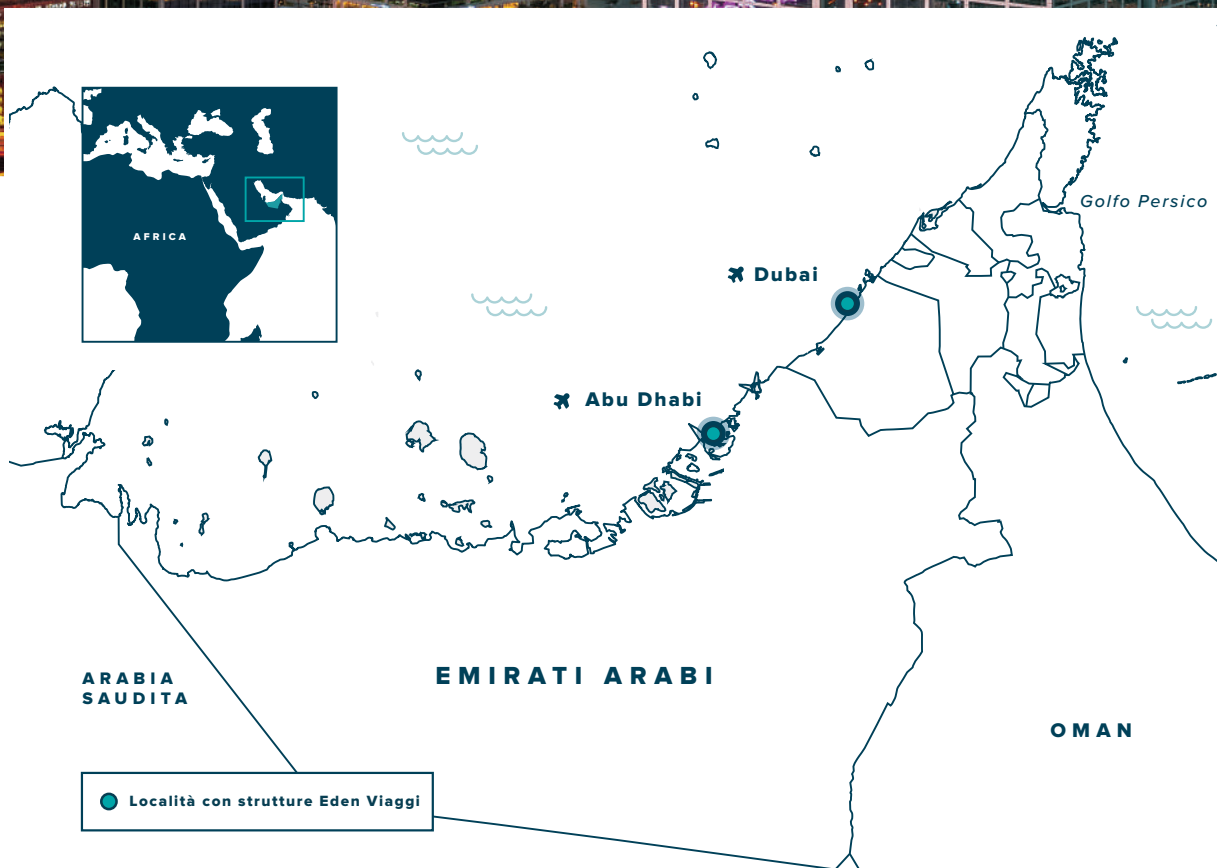 AFRICA
Golfo Persico
Dubai
Abu Dhabi
EMIRATI ARABI
ARABIA
SAUDITA
OMAN
Località con strutture Eden Viaggi